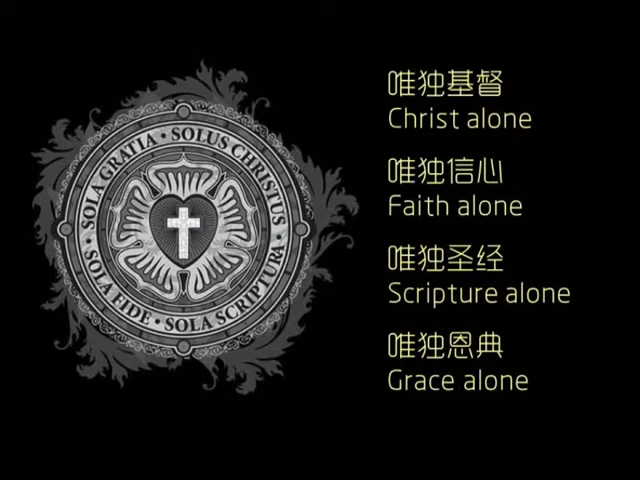 SOLA GRATIA • SOLUS CHRISTUS • SOLA SCRIPTURA • SOLA FIDE •
唯独基督
Christ alone
唯独信心
Faith alone
唯独圣经
Scripture alone
唯独恩典
Grace alone